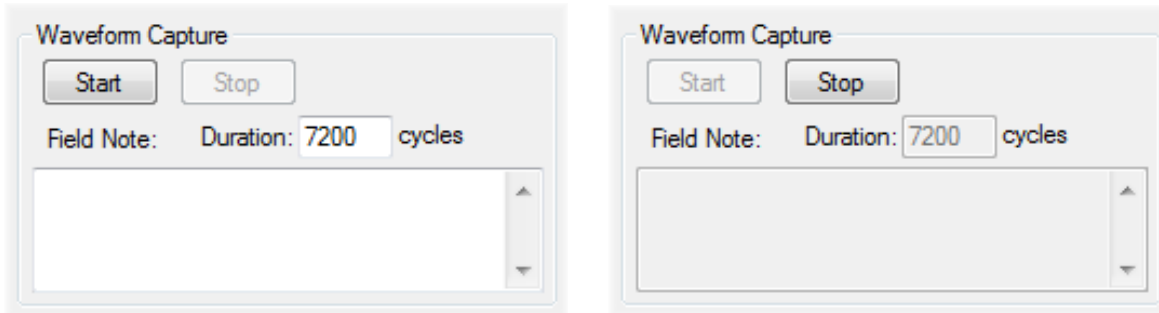 Waveform Capture
Start Stop
Field Note: Duration: 7200 cycles
Waveform Capture
Start Stop
Field Note: Duration: 7200 cycles